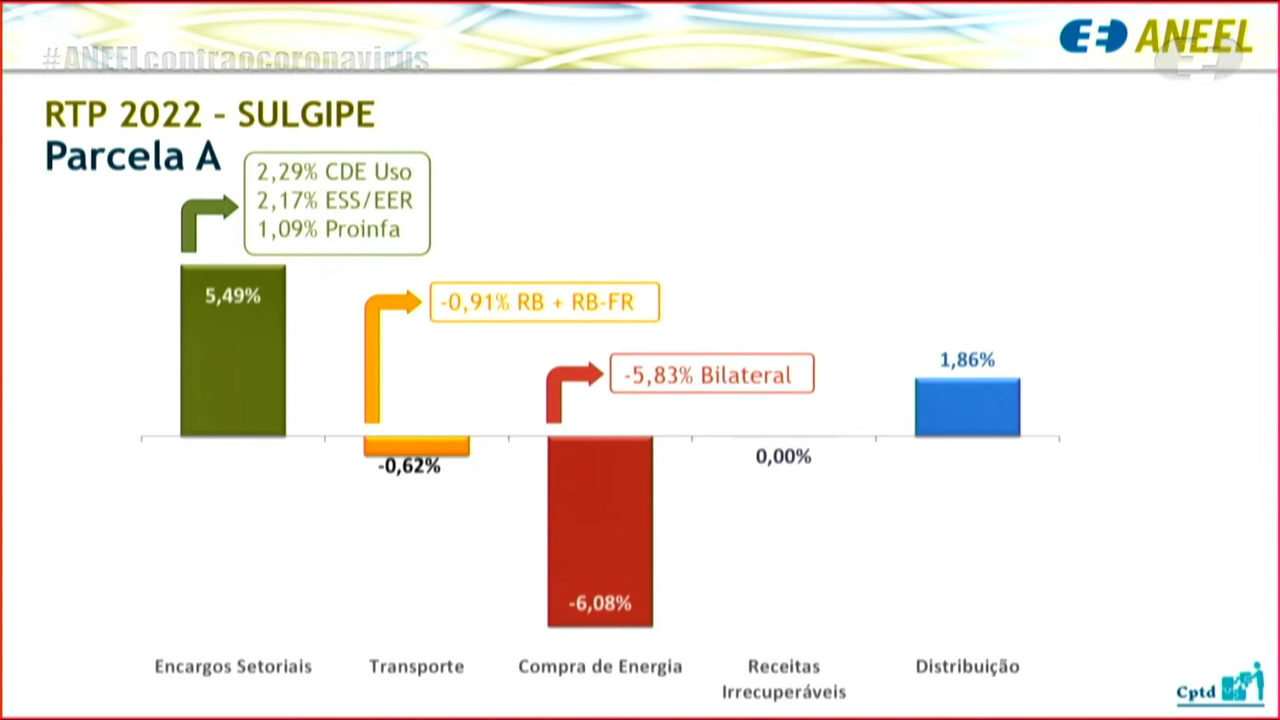 #ANEELcontraocoronavirus
ANEEL
RTP 2022 - SULGIPE
Parcela A
2,29% CDE Uso
2,17% ESS/EER
1,09% Proinfa
5,49%
-0,91% RB + RB-FR
-5,83% Bilateral
1,86%
-0,62%
0,00%
-6,08%
Encargos Setoriais
Transporte
Compra de Energia
Receitas
Irrecuperáveis
Distribuição
Cptd